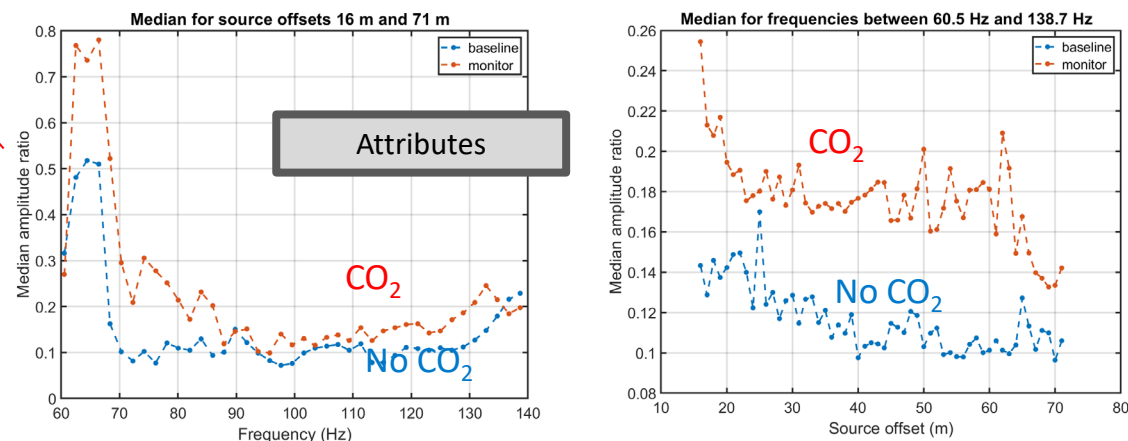 Median for source offsets 16 m and 71 m
0.8
0.7
0.6
0.5
0.4
0.3
0.2
0.1
0
Median amplitude ratio
baseline
monitor
Attributes
CO2
No CO2
60
70
80
90
100
110
120
130
140
Frequency (Hz)
Median for frequencies between 60.5 Hz and 138.7 Hz
0.26
0.24
0.22
0.2
0.18
0.16
0.14
0.12
0.1
0.08
Median amplitude ratio
baseline
monitor
CO2
No CO2
10
20
30
40
50
60
70
80
Source offset (m)